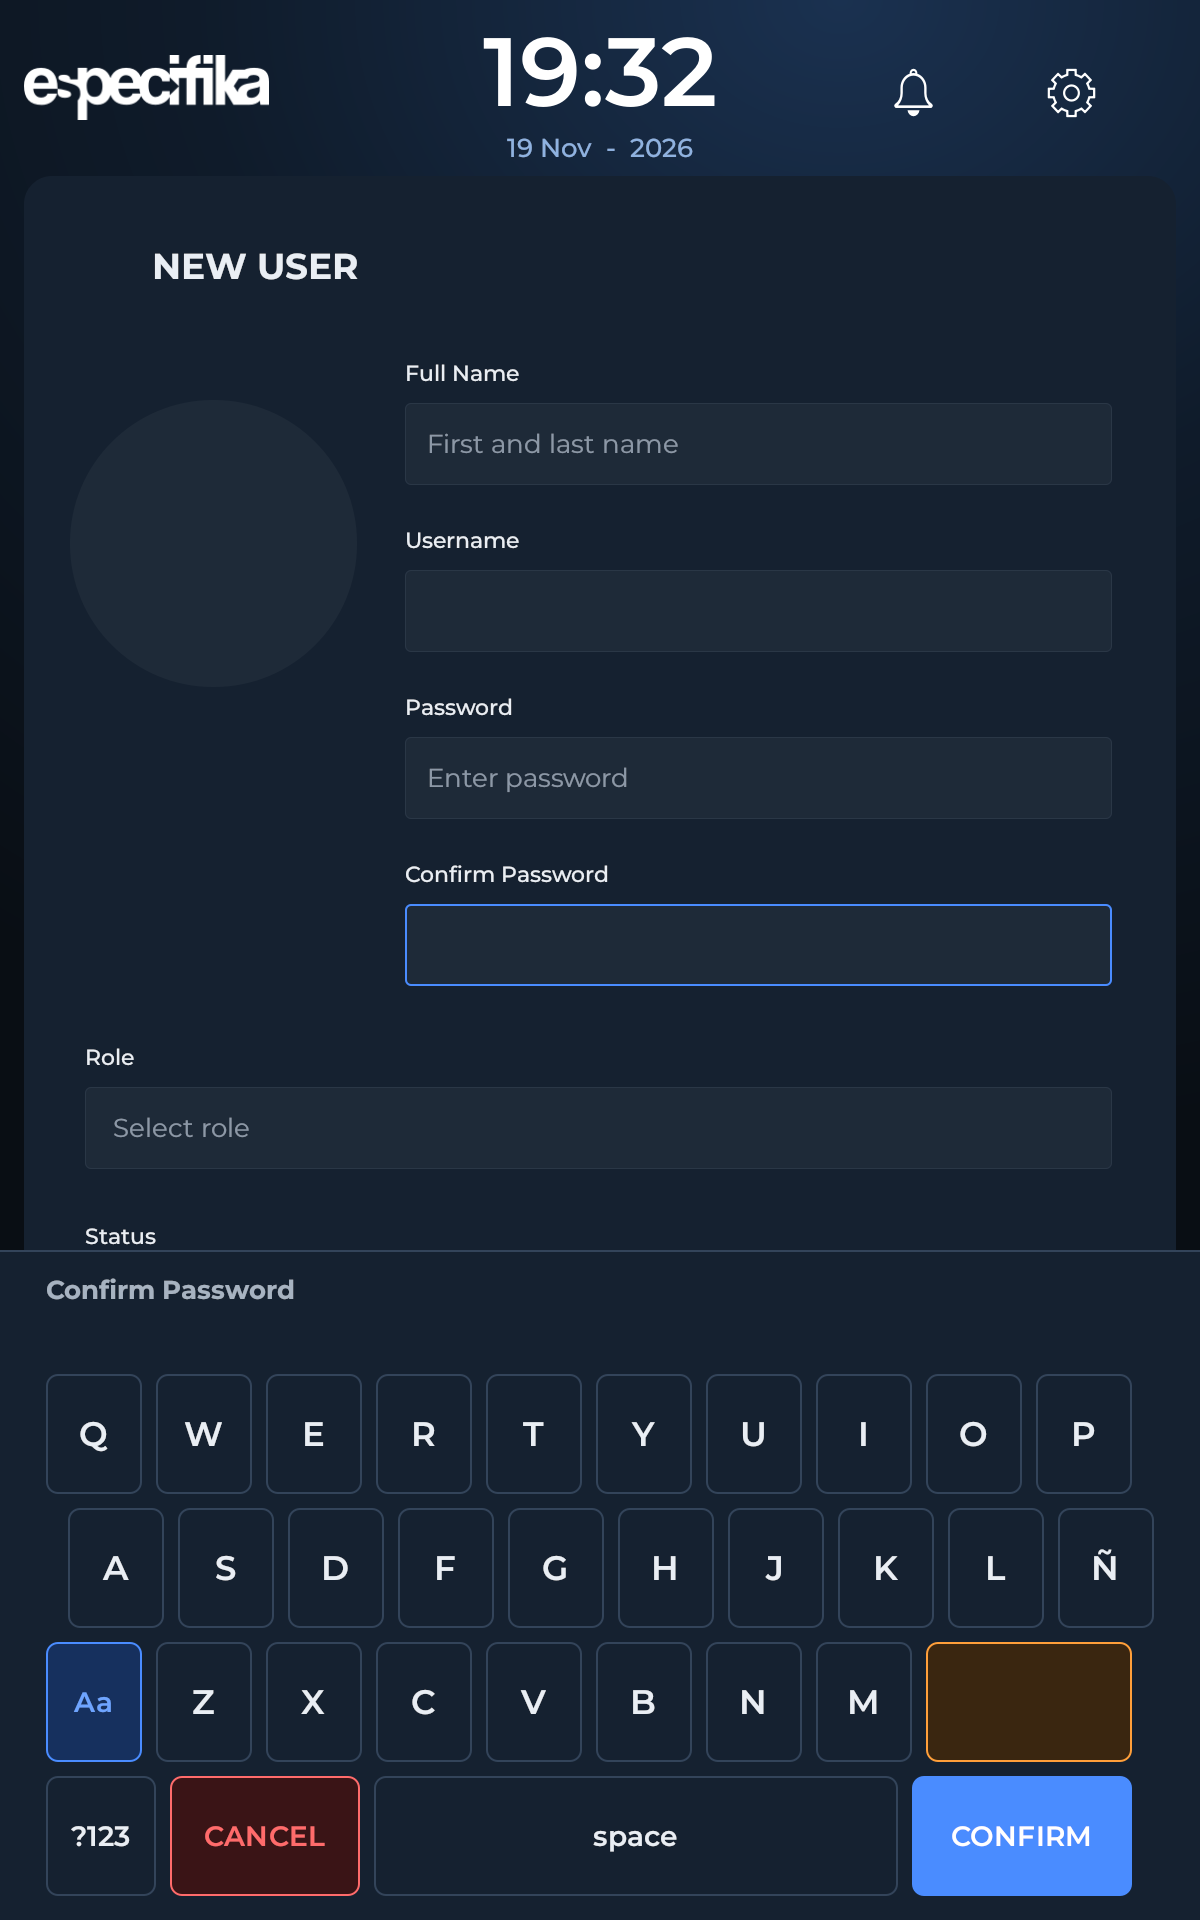 especifika
19:32
19 Nov - 2026
NEW USER
Full Name
First and last name
Username
Password
Enter password
Confirm Password
Role
Select role
Status
Confirm Password
Q W E R T Y U I O P
A S D F G H J K L Ñ
Aa Z X C V B N M
?123 CANCEL space CONFIRM